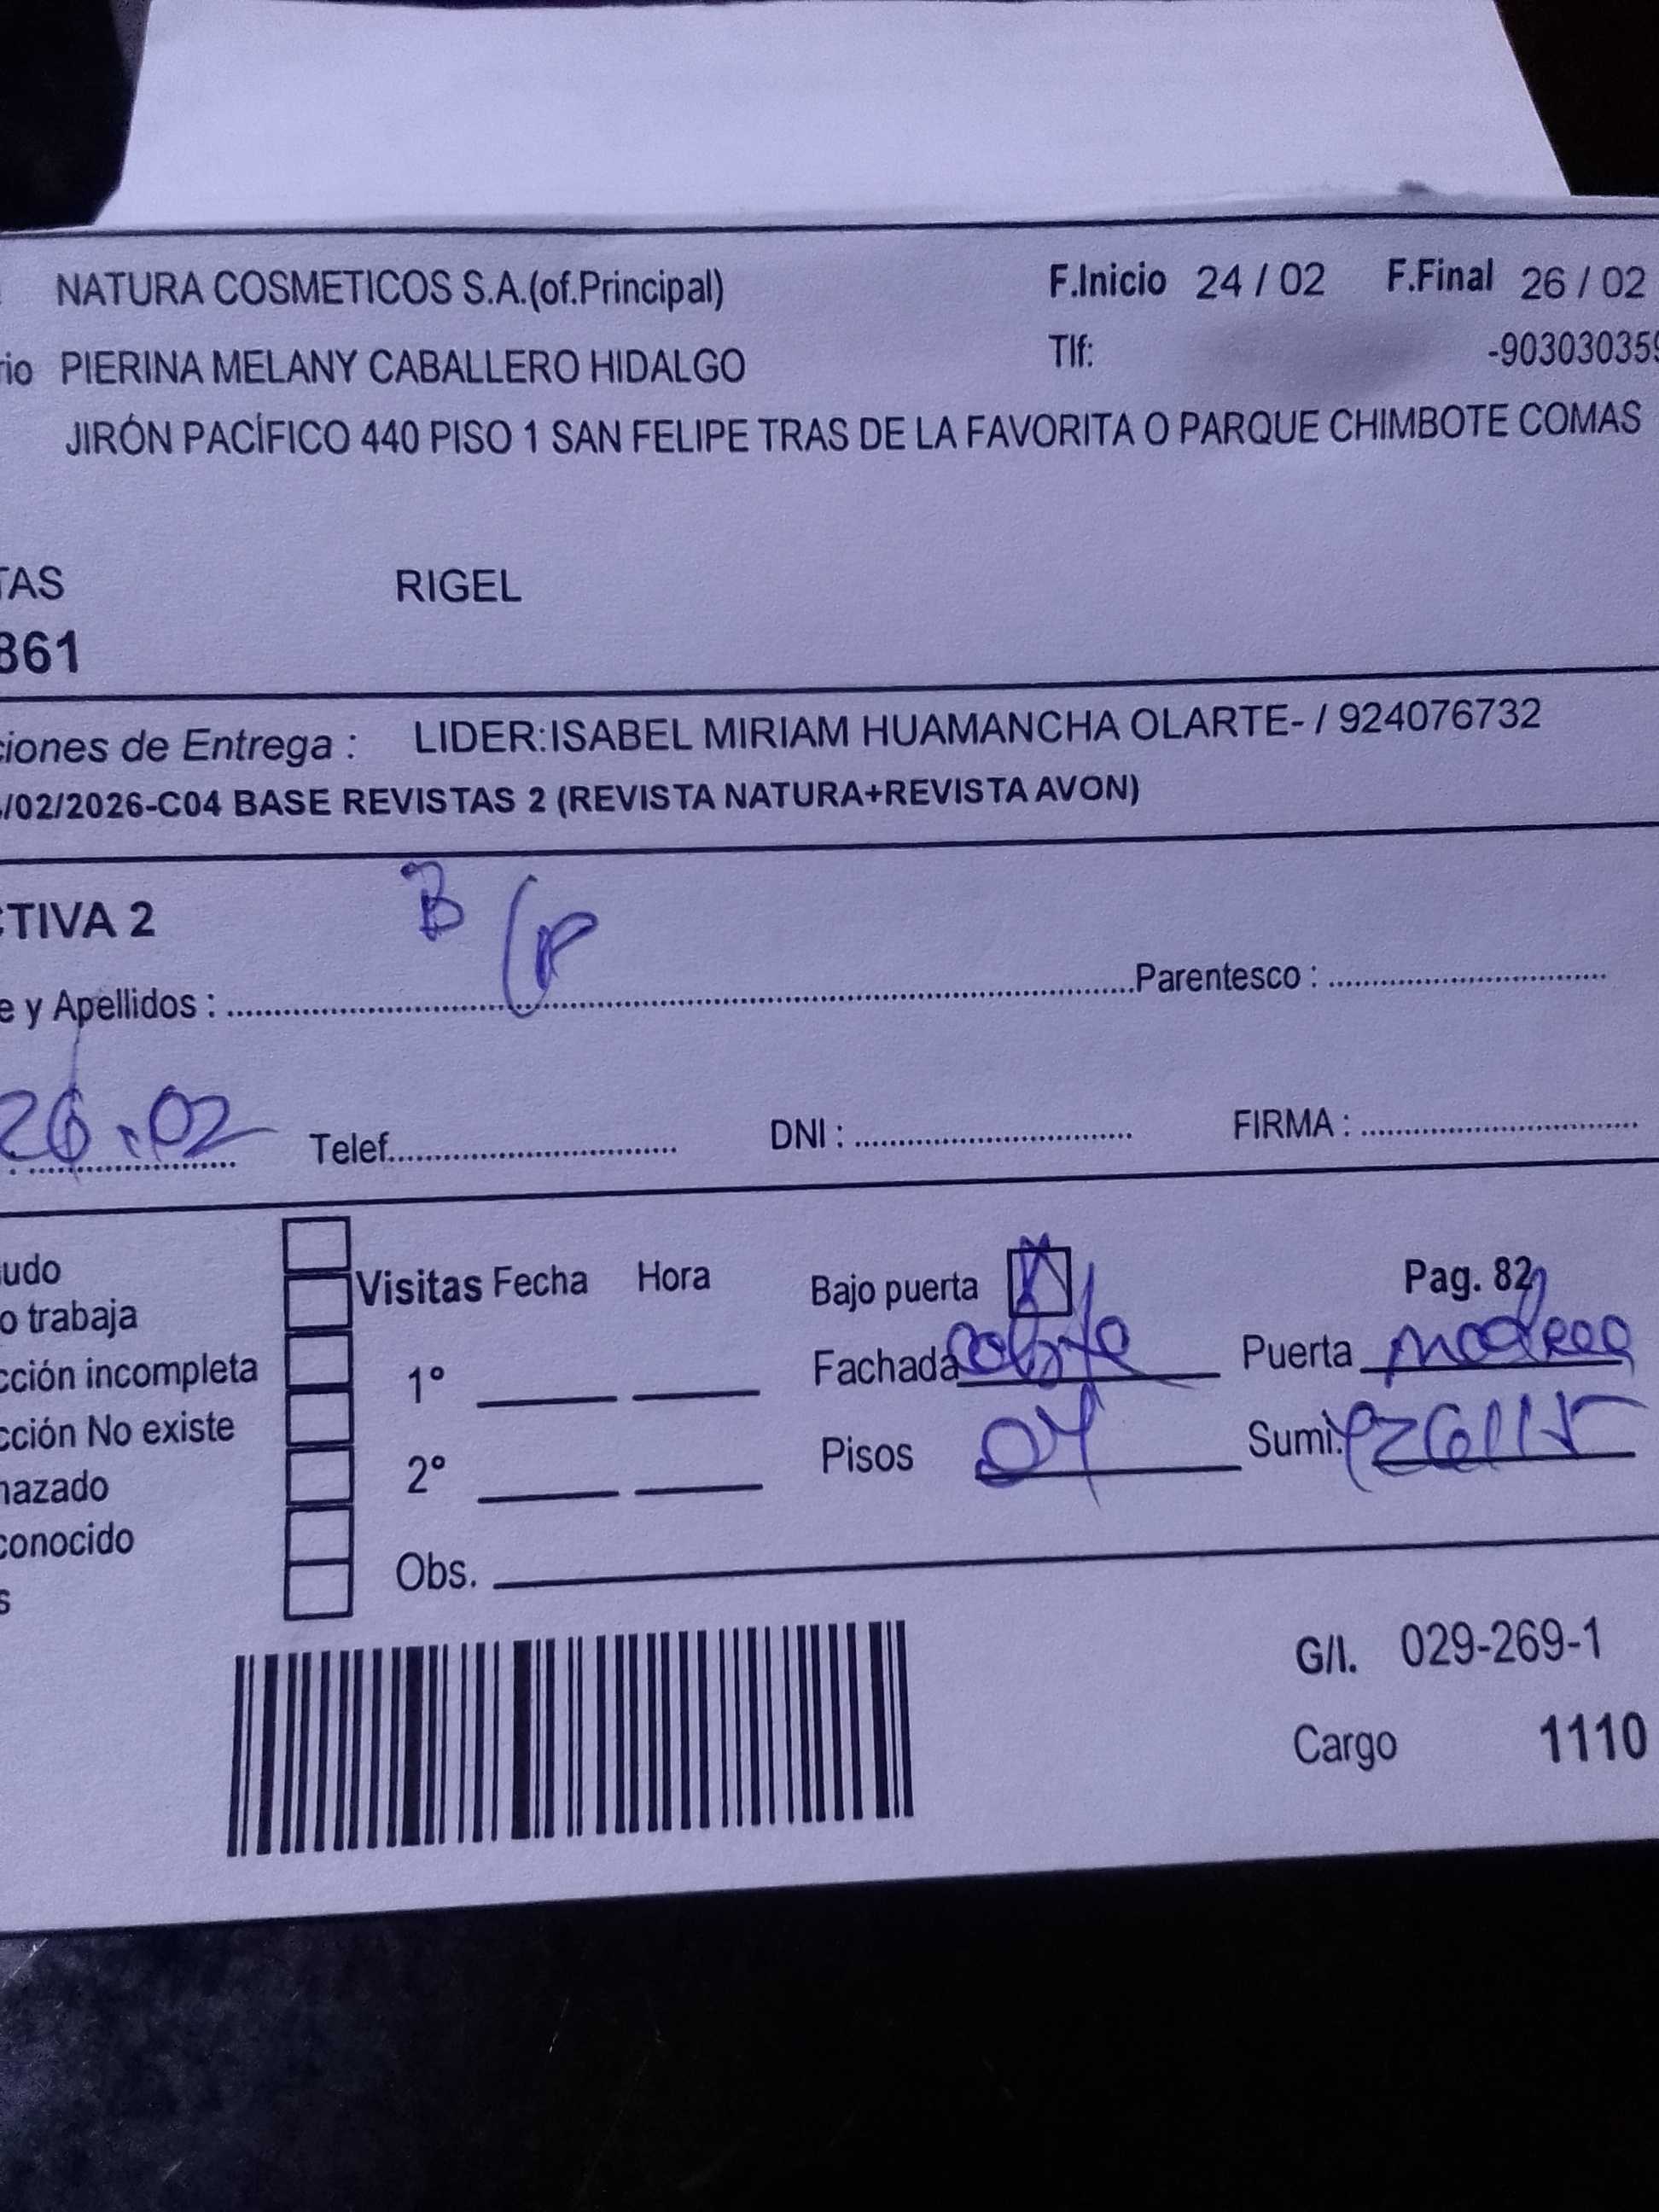 NATURA COSMETICOS S.A.(of.Principal) F.Inicio 24 / 02 F.Final 26 / 02
rio PIERINA MELANY CABALLERO HIDALGO Tlf: -903030359
JIRÓN PACÍFICO 440 PISO 1 SAN FELIPE TRAS DE LA FAVORITA O PARQUE CHIMBOTE COMAS
TAS RIGEL
861
ciones de Entrega : LIDER:ISABEL MIRIAM HUAMANCHA OLARTE- / 924076732
/02/2026-C04 BASE REVISTAS 2 (REVISTA NATURA+REVISTA AVON)
CTIVA 2 B/P
e y Apellidos : Parentesco :
26.02 Telef. DNI : FIRMA :
udo
Visitas Fecha Hora Bajo puerta Pag. 82
o trabaja
cción incompleta 1° Fachada Puerta madera
cción No existe
hazado 2° Pisos 04 Sumi.
conocido
s Obs.
G/I. 029-269-1
Cargo 1110